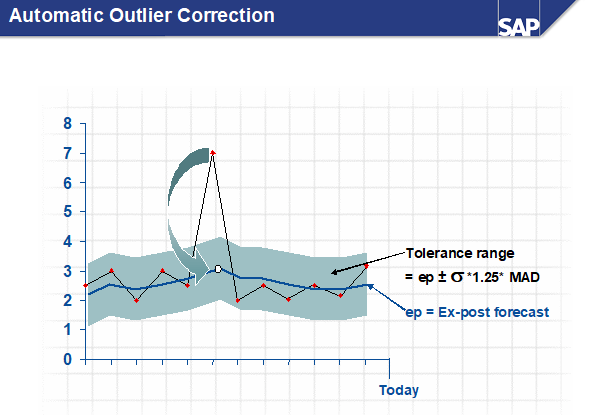 Automatic Outlier Correction
SAP
8
7
6
5
4
3
2
1
0
Tolerance range
= ep ± σ *1.25* MAD
ep = Ex-post forecast
Today